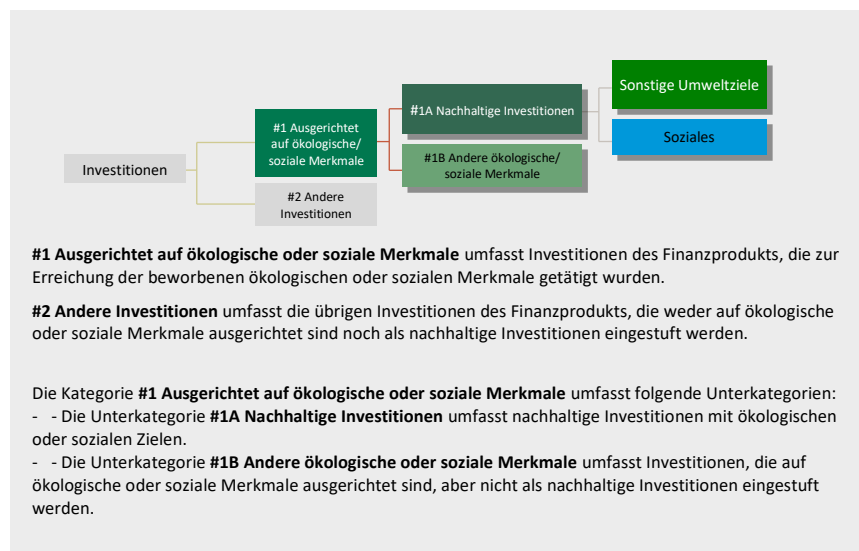 Sonstige Umweltziele
#1A Nachhaltige Investitionen
#1 Ausgerichtet
auf ökologische/
soziale Merkmale
Soziales
Investitionen
#1B Andere ökologische/
soziale Merkmale
#2 Andere
Investitionen
#1 Ausgerichtet auf ökologische oder soziale Merkmale umfasst Investitionen des Finanzprodukts, die zur
Erreichung der beworbenen ökologischen oder sozialen Merkmale getätigt wurden.
#2 Andere Investitionen umfasst die übrigen Investitionen des Finanzprodukts, die weder auf ökologische
oder soziale Merkmale ausgerichtet sind noch als nachhaltige Investitionen eingestuft werden.
Die Kategorie #1 Ausgerichtet auf ökologische oder soziale Merkmale umfasst folgende Unterkategorien:
- - Die Unterkategorie #1A Nachhaltige Investitionen umfasst nachhaltige Investitionen mit ökologischen
oder sozialen Zielen.
- - Die Unterkategorie #1B Andere ökologische oder soziale Merkmale umfasst Investitionen, die auf
ökologische oder soziale Merkmale ausgerichtet sind, aber nicht als nachhaltige Investitionen eingestuft
werden.